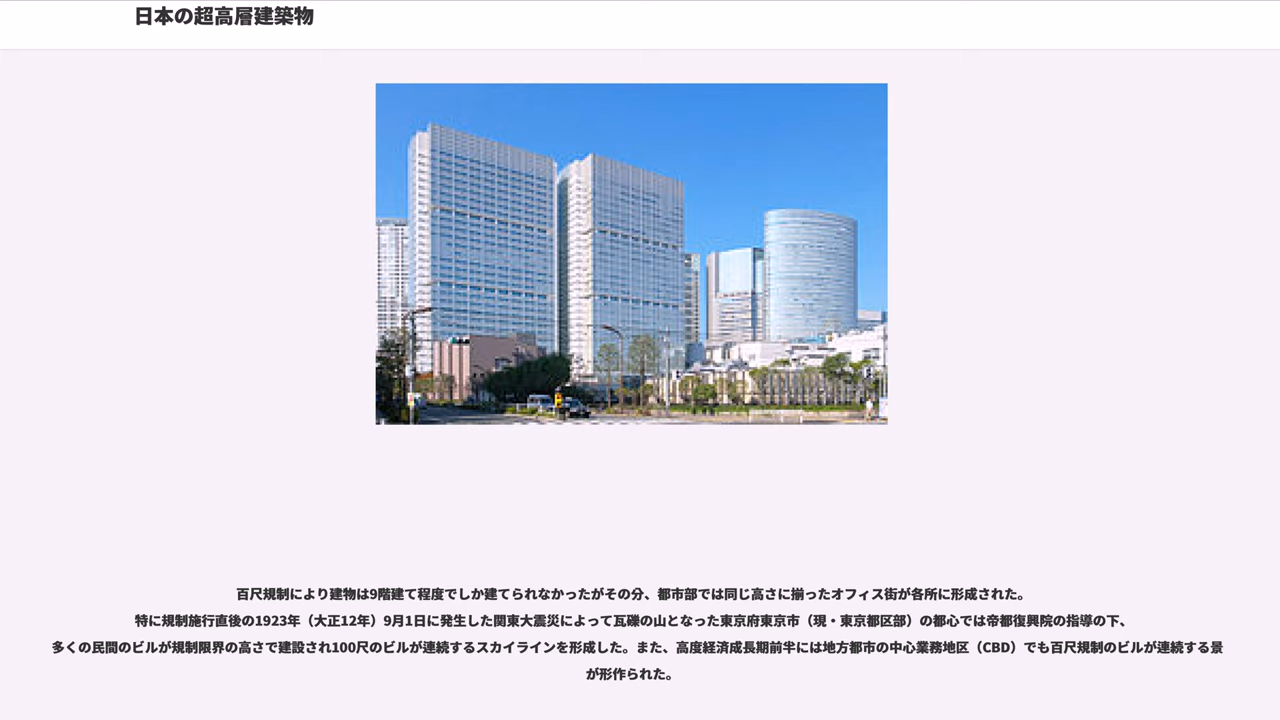 日本の超高層建築物
百尺規制により建物は9階建て程度でしか建てられなかったがその分、都市部では同じ高さに揃ったオフィス街が各所に形成された。
特に規制施行直後の1923年（大正12年）9月1日に発生した関東大震災によって瓦礫の山となった東京府東京市（現・東京都区部）の都心では帝都復興院の指導の下、
多くの民間のビルが規制限界の高さで建設され100尺のビルが連続するスカイラインを形成した。また、高度経済成長期前半には地方都市の中心業務地区（CBD）でも百尺規制のビルが連続する景
が形作られた。